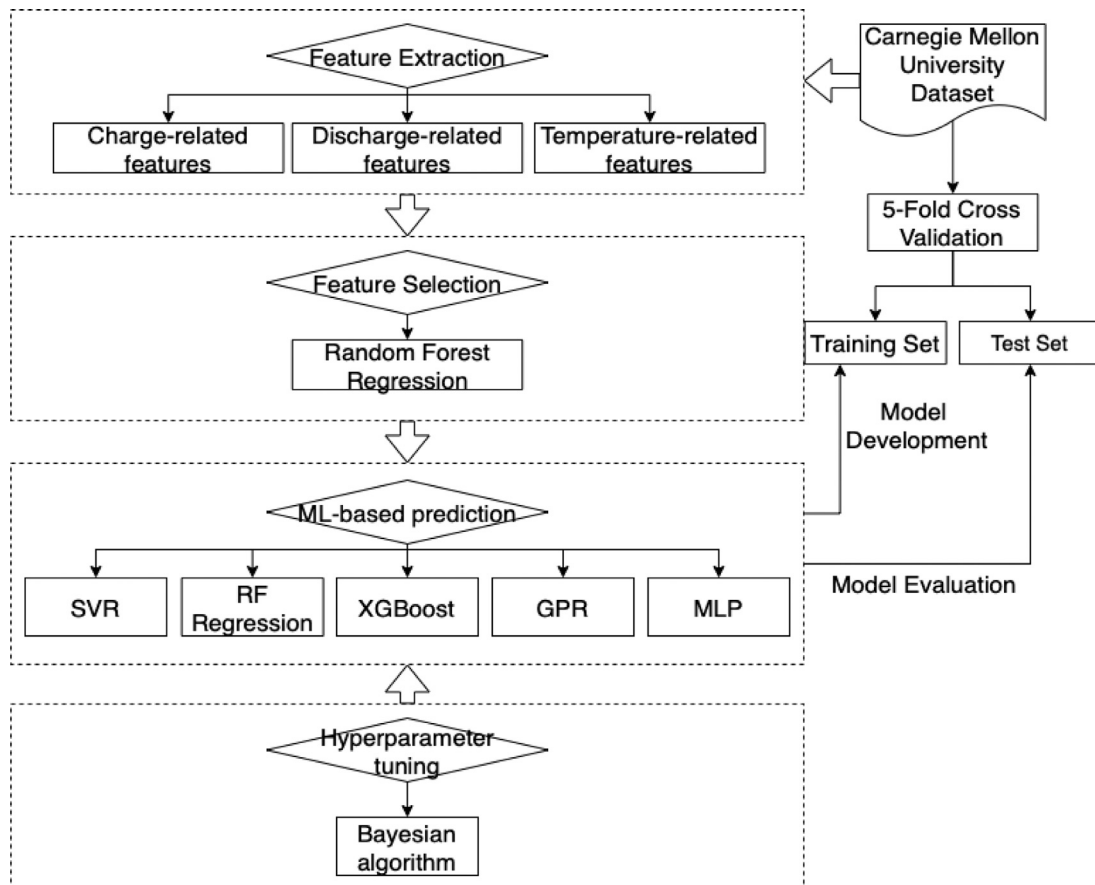 Feature Extraction
Carnegie Mellon
University
Dataset
Charge-related
features
Discharge-related
features
Temperature-related
features
5-Fold Cross
Validation
Feature Selection
Random Forest
Regression
Training Set
Test Set
Model
Development
ML-based prediction
SVR
RF
Regression
XGBoost
GPR
MLP
Model Evaluation
Hyperparameter
tuning
Bayesian
algorithm